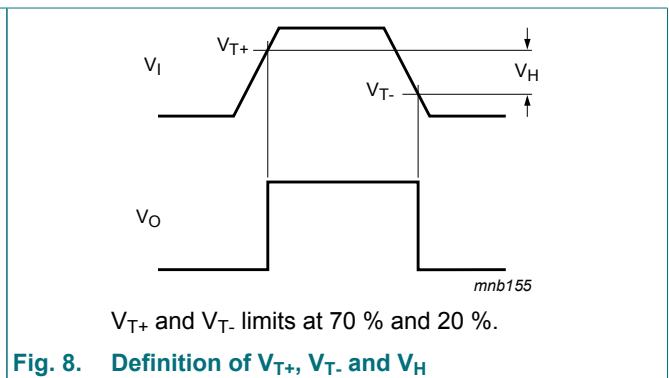 VT+
VI
VH
VT-
VO
mnb155
VT+ and VT- limits at 70 % and 20 %.
Fig. 8. Definition of VT+, VT- and VH